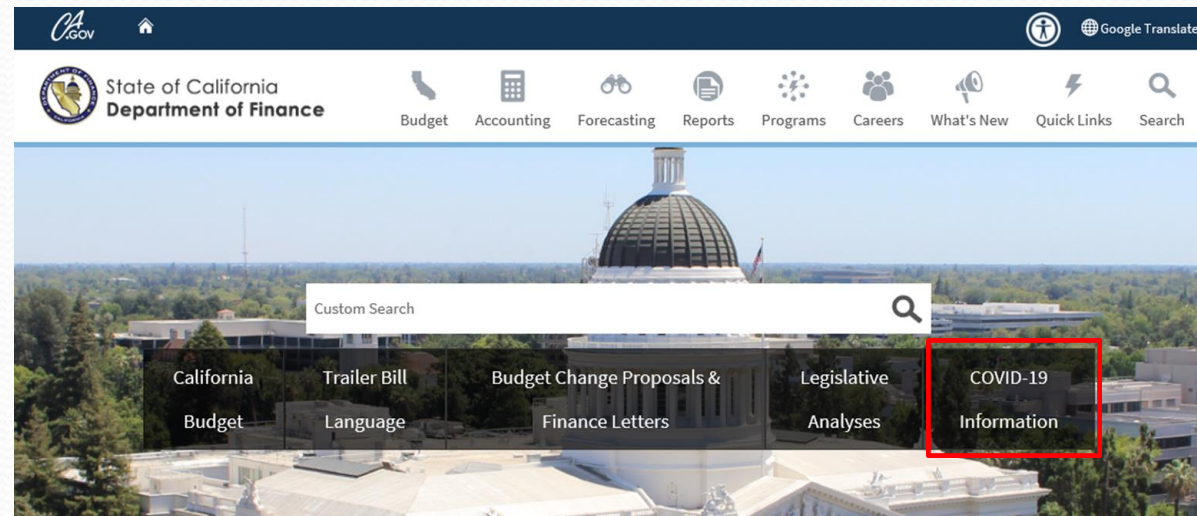 CA.GOV
Google Translate
State of California
Department of Finance
Budget Accounting Forecasting Reports Programs Careers What's New Quick Links Search
Custom Search
California Trailer Bill Budget Change Proposals & Legislative COVID-19
Budget Language Finance Letters Analyses Information